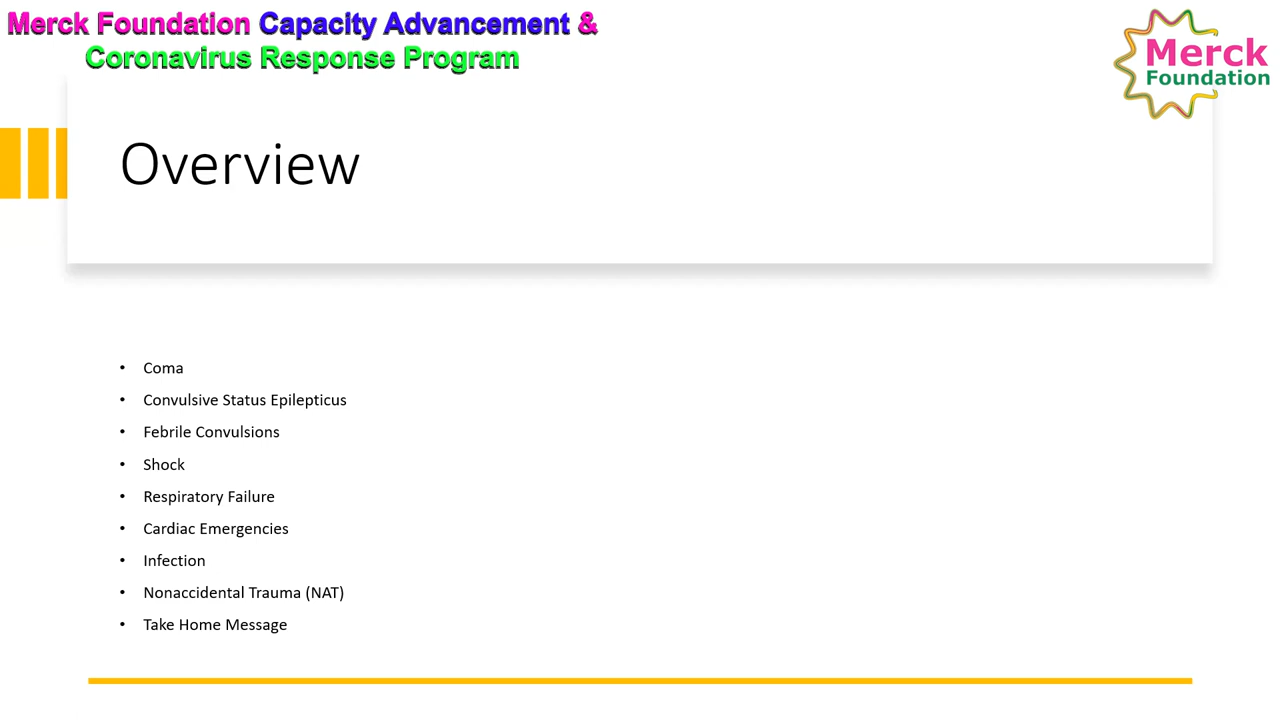 Merck Foundation Capacity Advancement &
Coronavirus Response Program
Merck
Foundation
Overview
• Coma
• Convulsive Status Epilepticus
• Febrile Convulsions
• Shock
• Respiratory Failure
• Cardiac Emergencies
• Infection
• Nonaccidental Trauma (NAT)
• Take Home Message